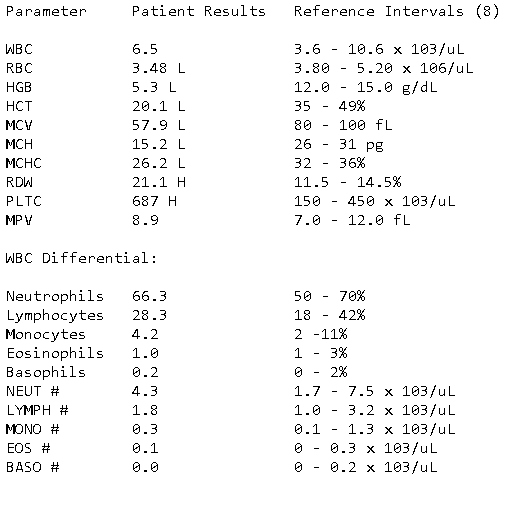 Parameter Patient Results Reference Intervals (8)
WBC 6.5 3.6 - 10.6 x 103/uL
RBC 3.48 L 3.80 - 5.20 x 106/uL
HGB 5.3 L 12.0 - 15.0 g/dL
HCT 20.1 L 35 - 49%
MCV 57.9 L 80 - 100 fL
MCH 15.2 L 26 - 31 pg
MCHC 26.2 L 32 - 36%
RDW 21.1 H 11.5 - 14.5%
PLTC 687 H 150 - 450 x 103/uL
MPV 8.9 7.0 - 12.0 fL
WBC Differential:
Neutrophils 66.3 50 - 70%
Lymphocytes 28.3 18 - 42%
Monocytes 4.2 2 -11%
Eosinophils 1.0 1 - 3%
Basophils 0.2 0 - 2%
NEUT # 4.3 1.7 - 7.5 x 103/uL
LYMPH # 1.8 1.0 - 3.2 x 103/uL
MONO # 0.3 0.1 - 1.3 x 103/uL
EOS # 0.1 0 - 0.3 x 103/uL
BASO # 0.0 0 - 0.2 x 103/uL